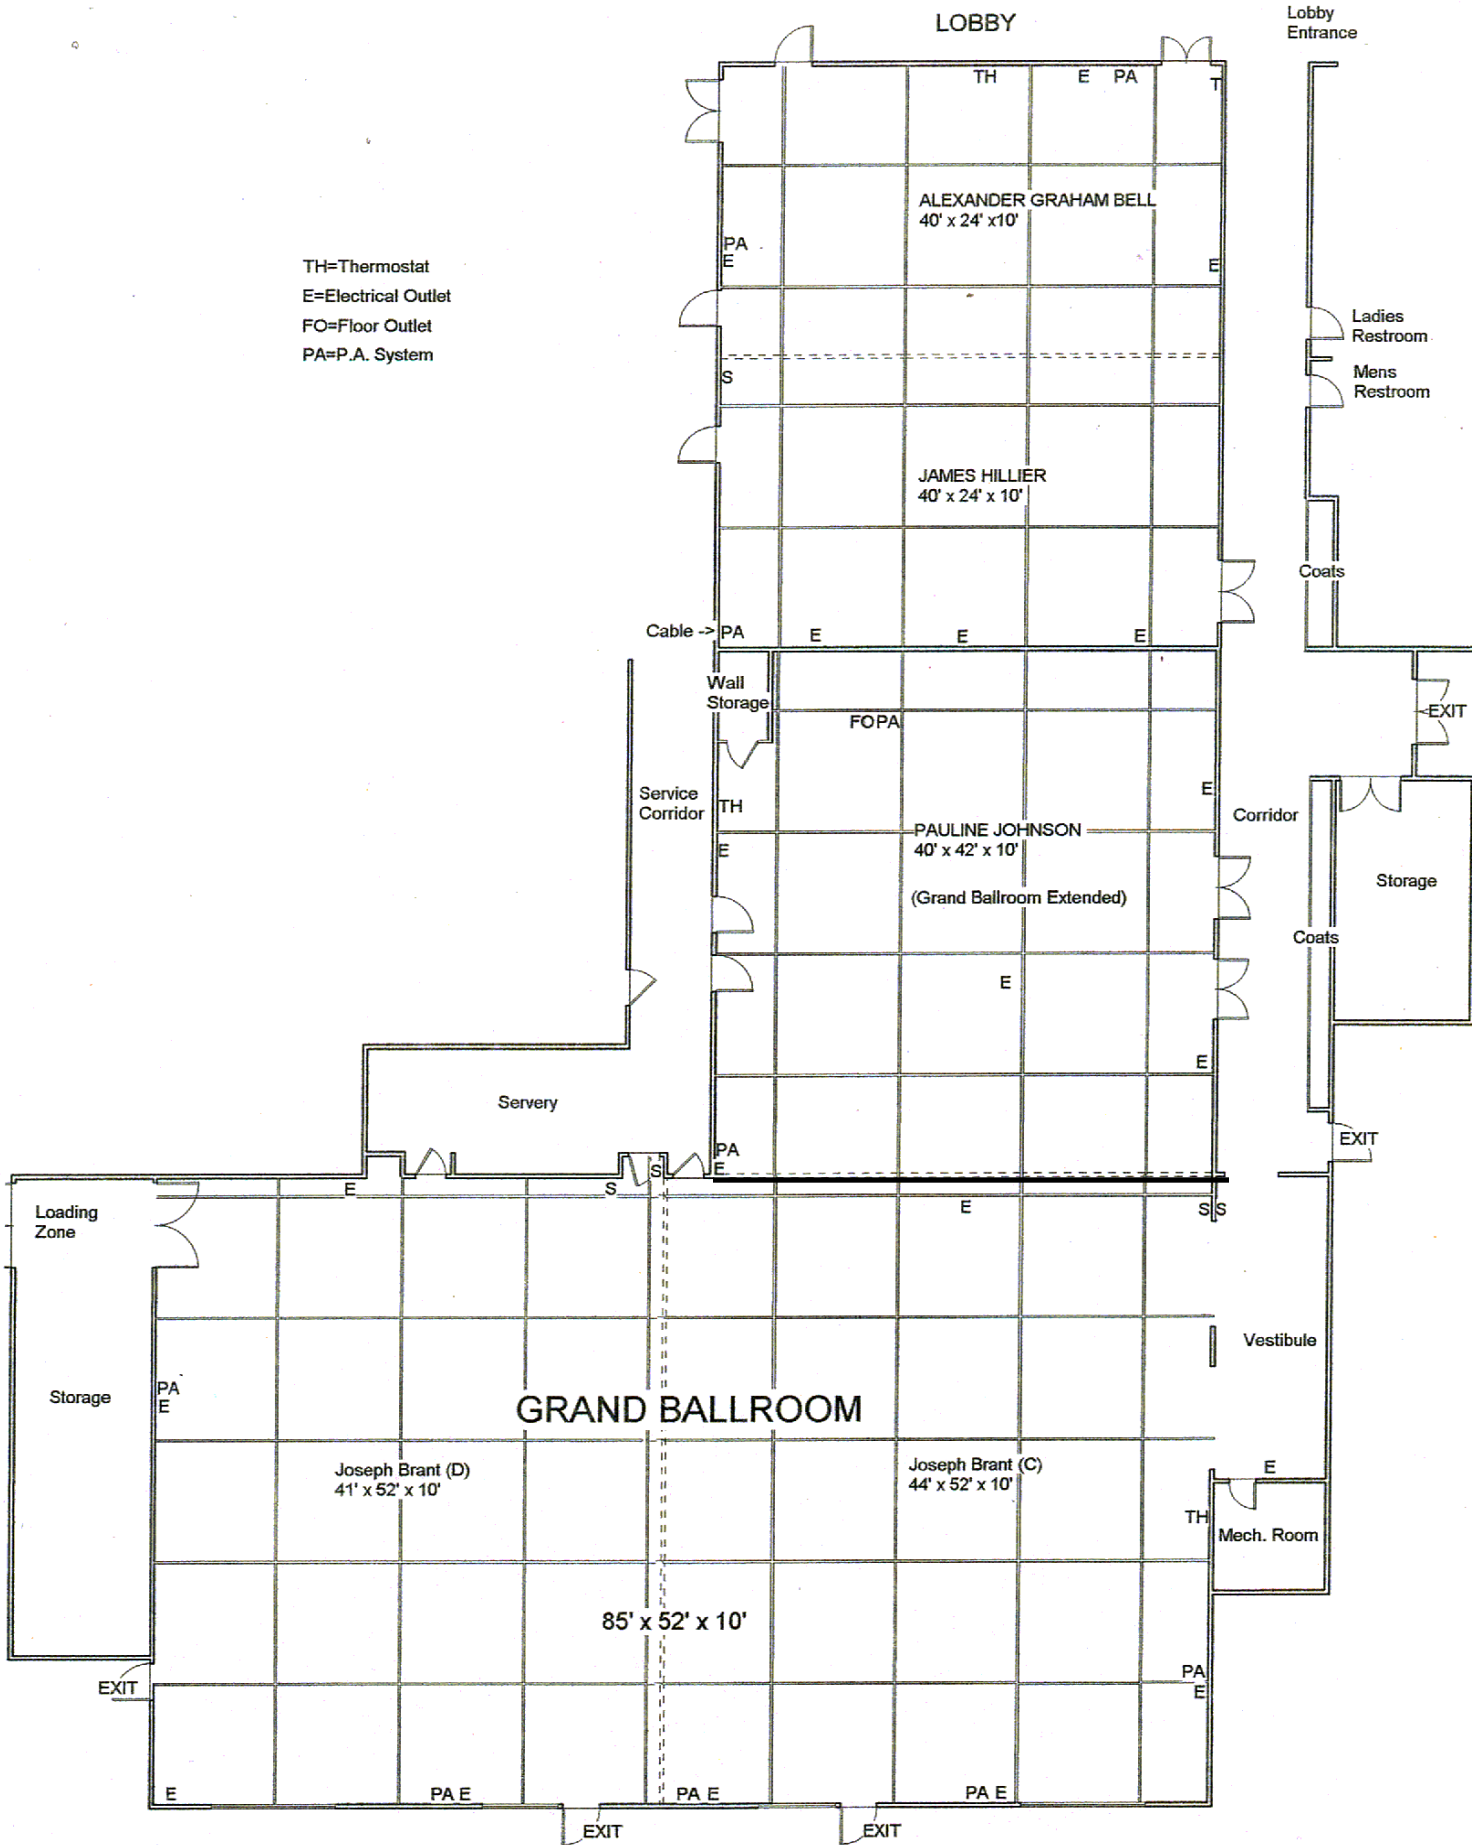 LOBBY
Lobby
Entrance
TH
E
PA
T
ALEXANDER GRAHAM BELL
40' x 24' x10'
PA
E
E
TH=Thermostat
E=Electrical Outlet
FO=Floor Outlet
PA=P.A. System
Ladies
Restroom
Mens
Restroom
S
JAMES HILLIER
40' x 24' x 10'
Coats
Cable ->
PA
E
E
E
Wall
Storage
FO PA
EXIT
Service
Corridor
TH
E
E
PAULINE JOHNSON
40' x 42' x 10'
(Grand Ballroom Extended)
Corridor
Storage
Coats
E
E
Servery
PA
E
EXIT
E
S
S
E
S S
Loading
Zone
Vestibule
Storage
PA
E
GRAND BALLROOM
Joseph Brant (D)
41' x 52' x 10'
Joseph Brant (C)
44' x 52' x 10'
E
TH
Mech. Room
85' x 52' x 10'
PA
E
EXIT
E
PA E
PA E
PA E
EXIT
EXIT